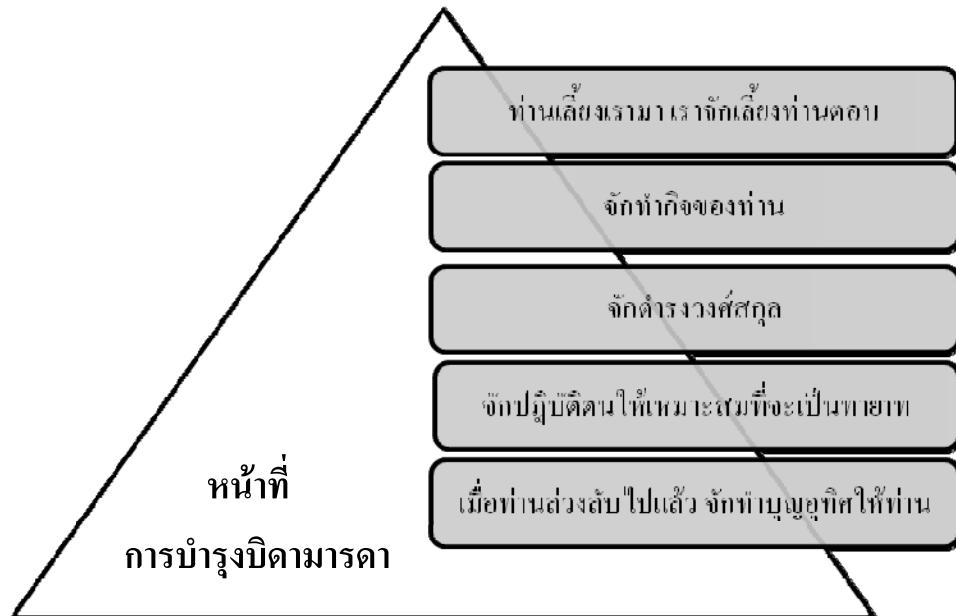 ท่านเลี้ยงเรามา เราจักเลี้ยงท่านตอบ
จักทำกิจของท่าน
จักดำรงวงศ์สกุล
จักปฏิบัติตนให้เหมาะสมที่จะเป็นทายาท
เมื่อท่านล่วงลับไปแล้ว จักทำบุญอุทิศให้ท่าน
หน้าที่
การบำรุงบิดามารดา